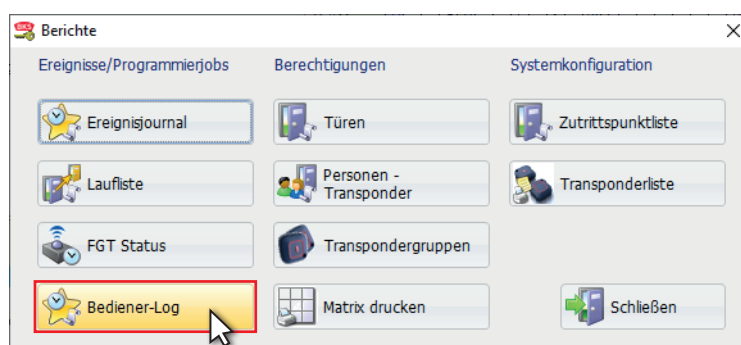 BKS
Berichte
Ereignisse/Programmierjobs
Berechtigungen
Systemkonfiguration
Ereignisjournal
Türen
Zutrittspunktliste
Laufliste
Personen -
Transponder
Transponderliste
FGT Status
Transpondergruppen
Bediener-Log
Matrix drucken
Schließen